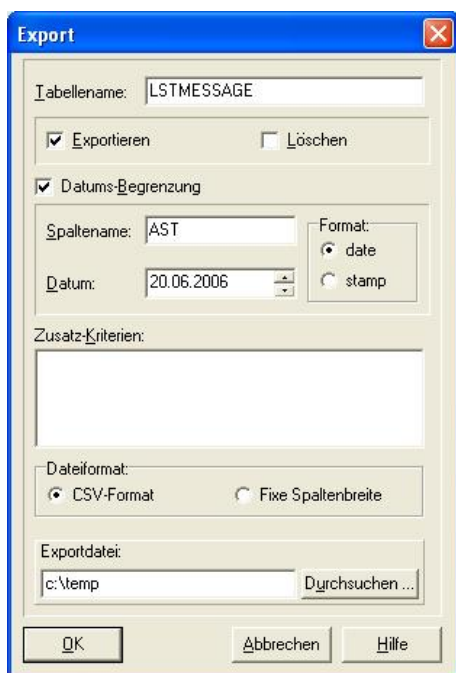 Export
Tabellename: LSTMESSAGE
Exportieren Löschen
Datums-Begrenzung
Spaltename: AST
Format:
date
Datum: 20.06.2006
stamp
Zusatz-Kriterien:
Dateiformat:
CSV-Format Fixe Spaltenbreite
Exportdatei:
c:\temp Durchsuchen ...
OK Abbrechen Hilfe